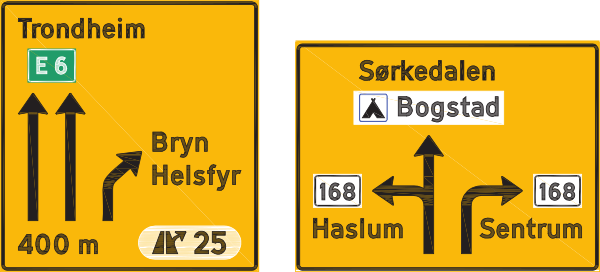 Trondheim
E 6
Bryn
Helsfyr
400 m
25
Sørkedalen
Bogstad
168
168
Haslum
Sentrum